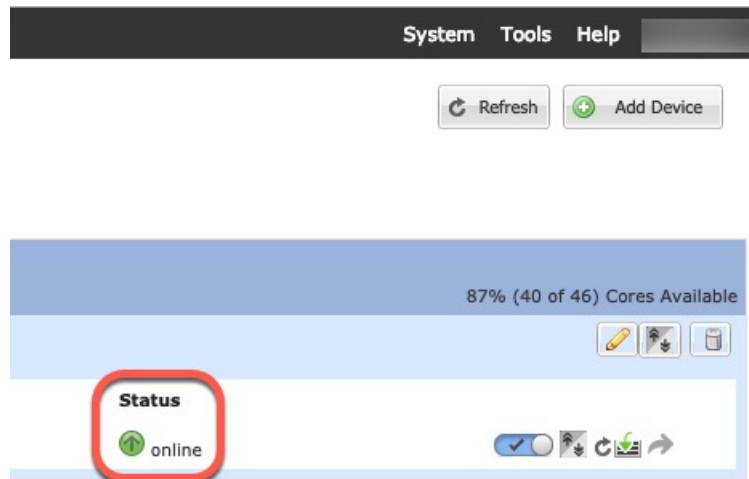 System Tools Help
Refresh Add Device
87% (40 of 46) Cores Available
Status
online